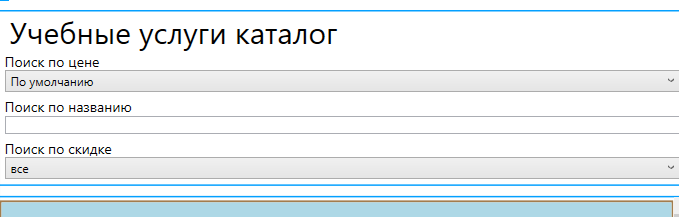 Учебные услуги каталог
Поиск по цене
По умолчанию
Поиск по названию
Поиск по скидке
все